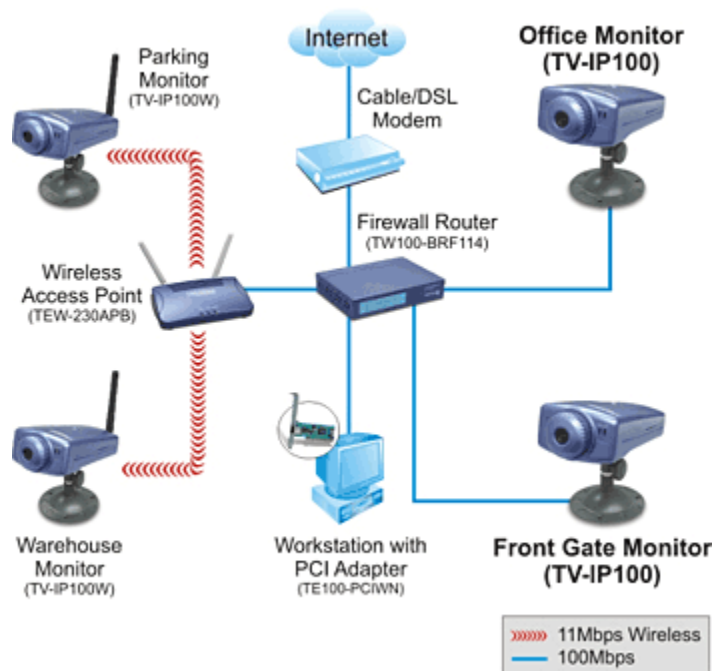 Internet
Office Monitor
(TV-IP100)
Parking
Monitor
(TV-IP100W)
Cable/DSL
Modem
Firewall Router
(TW100-BRF114)
Wireless
Access Point
(TEW-230APB)
Warehouse
Monitor
(TV-IP100W)
Workstation with
PCI Adapter
(TE100-PCIWN)
Front Gate Monitor
(TV-IP100)
11Mbps Wireless
100Mbps